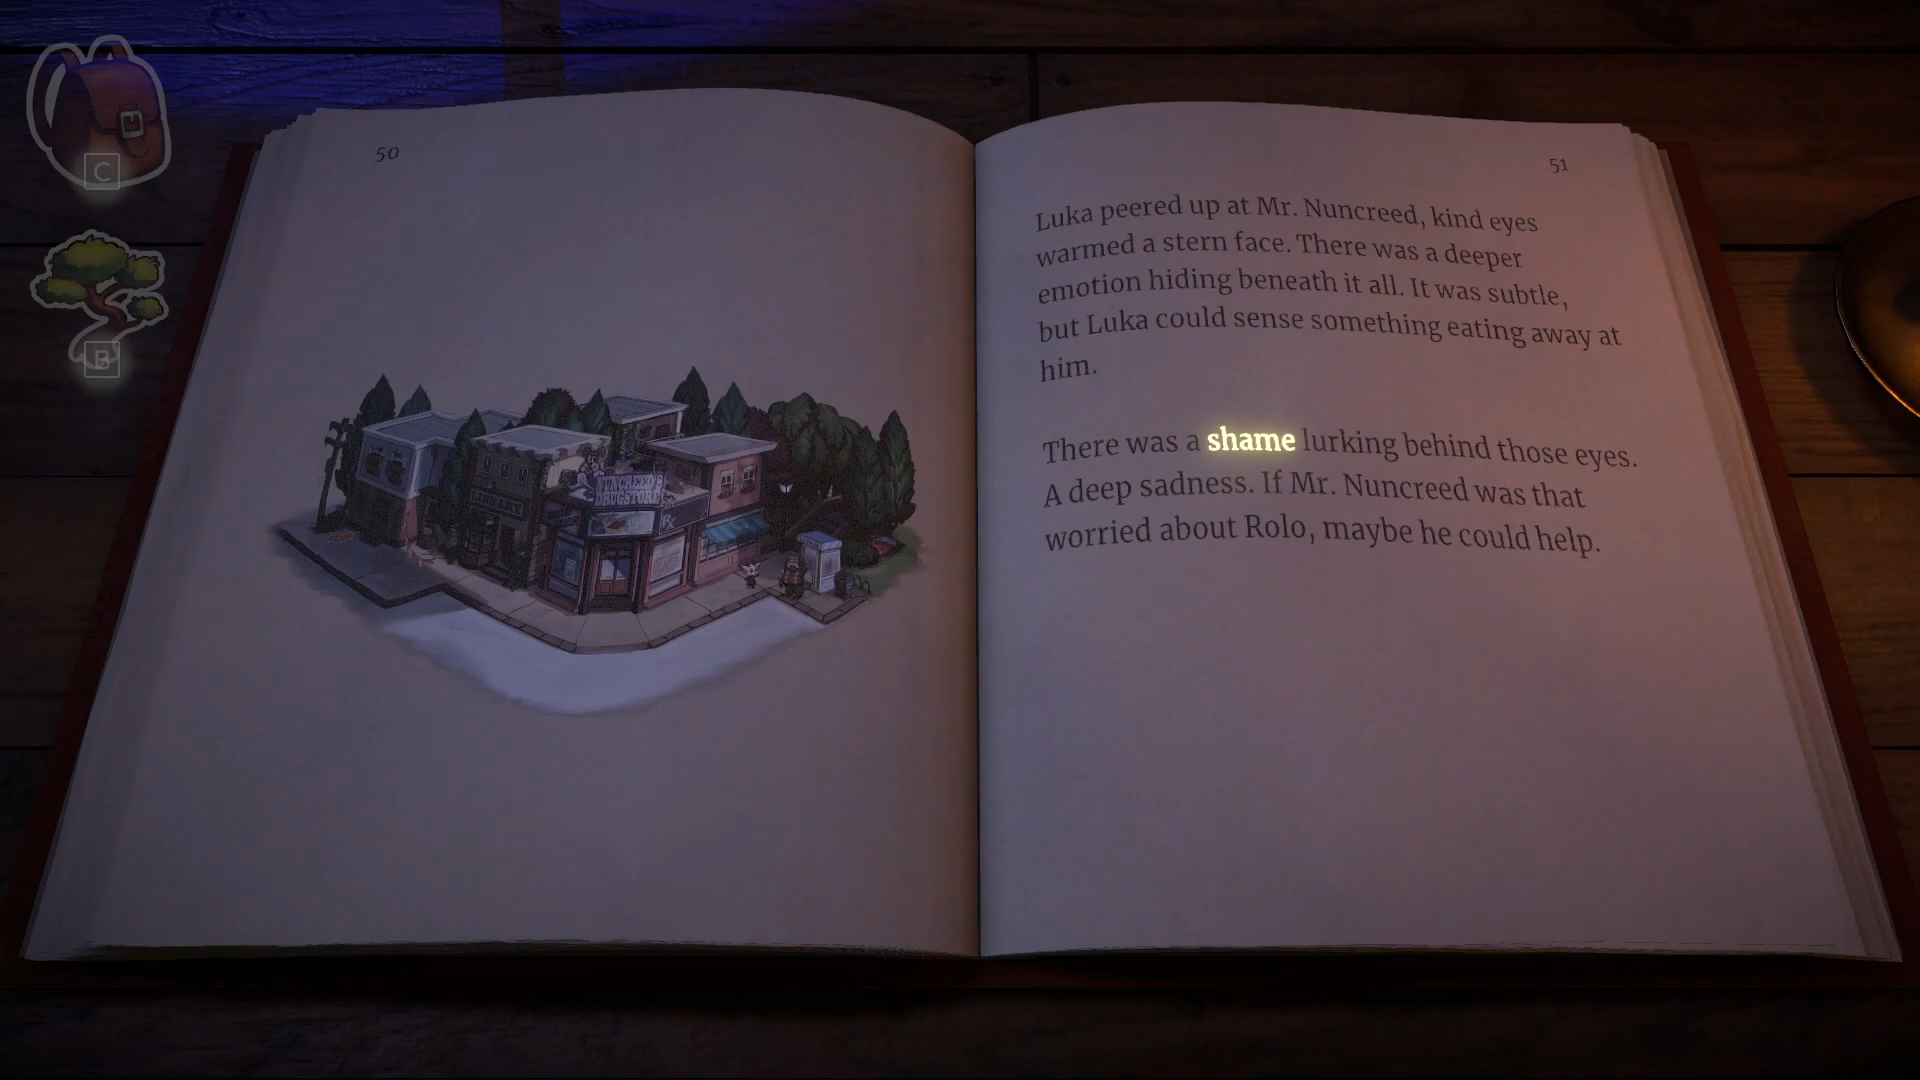 C
B
50
NUNCREED'S
DRUGSTORE
LIBRARY
Rx
51
Luka peered up at Mr. Nuncreed, kind eyes
warmed a stern face. There was a deeper
emotion hiding beneath it all. It was subtle,
but Luka could sense something eating away at
him.
There was a shame lurking behind those eyes.
A deep sadness. If Mr. Nuncreed was that
worried about Rolo, maybe he could help.